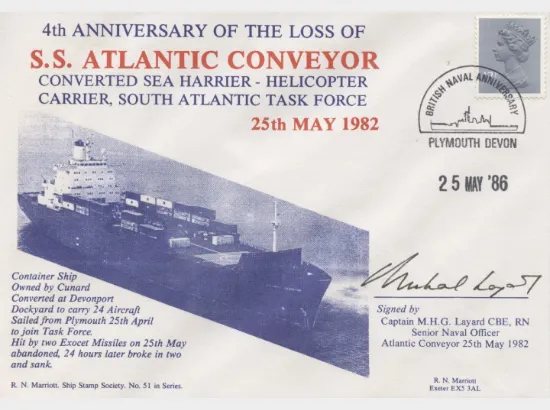 4th ANNIVERSARY OF THE LOSS OF
S.S. ATLANTIC CONVEYOR
CONVERTED SEA HARRIER - HELICOPTER
CARRIER, SOUTH ATLANTIC TASK FORCE
25th MAY 1982
BRITISH NAVAL ANNIVERSARY
PLYMOUTH DEVON
25 MAY '86
Container Ship
Owned by Cunard
Converted at Devonport
Dockyard to carry 24 Aircraft
Sailed from Plymouth 25th April
to join Task Force.
Hit by two Exocet Missiles on 25th May
abandoned, 24 hours later broke in two
and sank.
R. N. Marriott. Ship Stamp Society. No. 51 in Series.
Michael Layard
Signed by
Captain M.H.G. Layard CBE, RN
Senior Naval Officer
Atlantic Conveyor 25th May 1982
R. N. Marriott
Exeter EX5 3AL